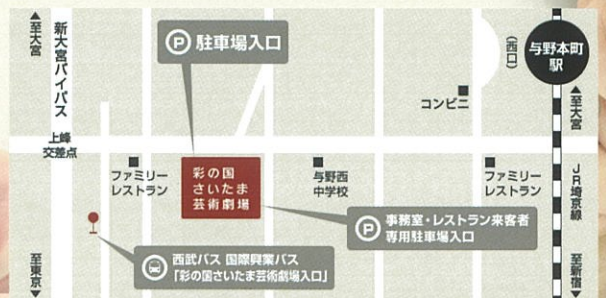 ▲至大宮
新大宮バイパス
上峰
交差点
至東京▼
P 駐車場入口
ファミリー
レストラン
彩の国
さいたま
芸術劇場
西武バス 国際興業バス
「彩の国さいたま芸術劇場入口」
与野西
中学校
P 事務室・レストラン来客者
専用駐車場入口
コンビニ
(西口)
与野本町
駅
▲至大宮
JR埼京線
至新宿▼
ファミリー
レストラン